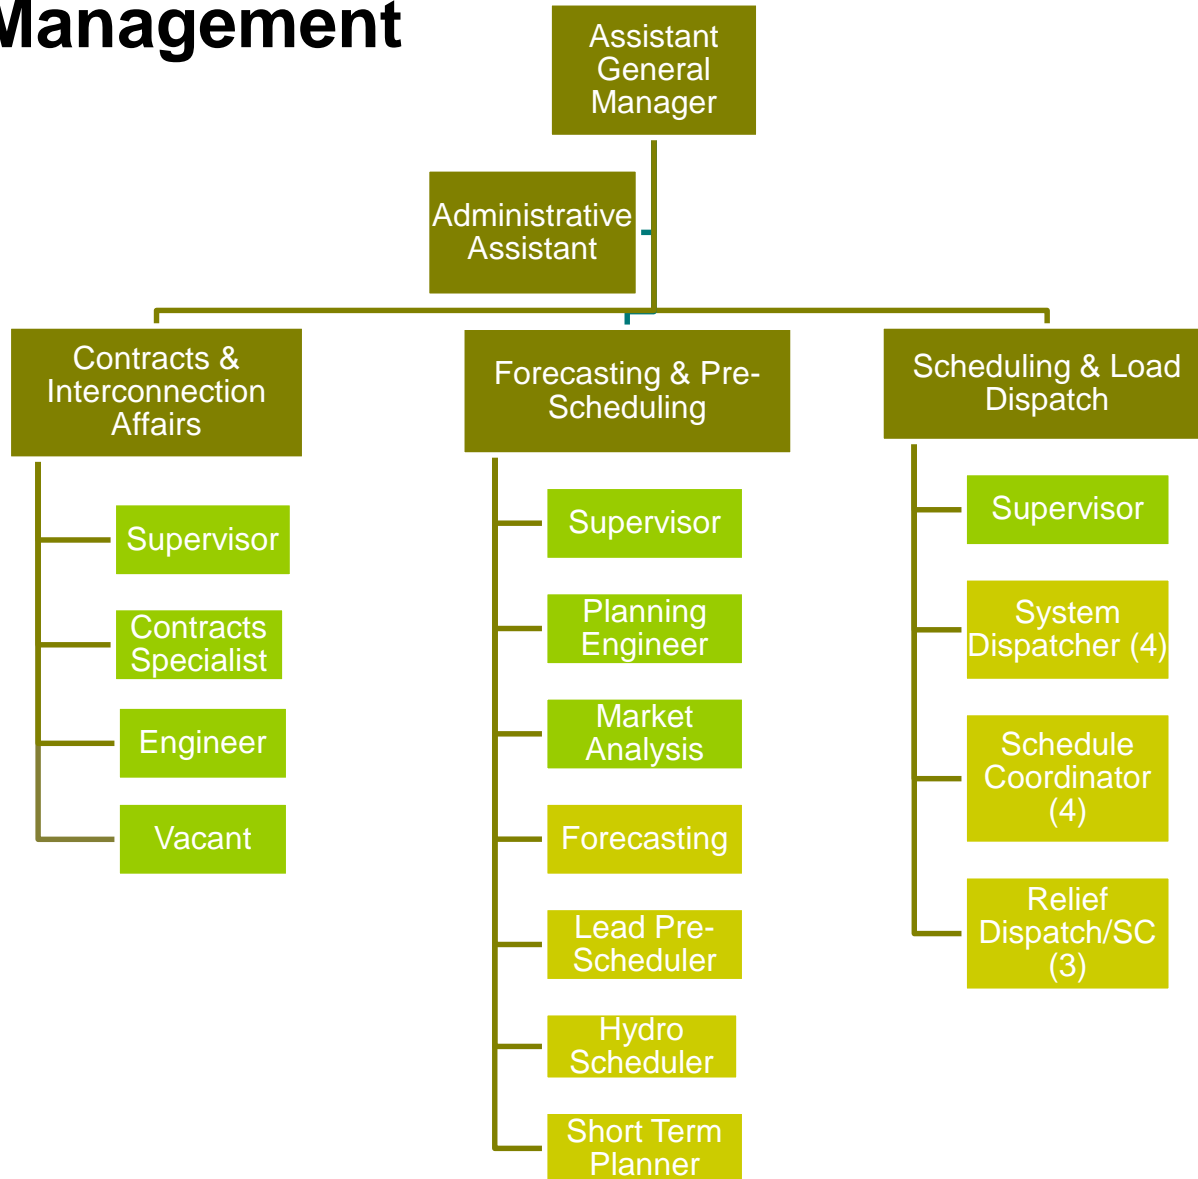 Management
Assistant
General
Manager
Administrative
Assistant
Contracts &
Interconnection
Affairs
Supervisor
Contracts
Specialist
Engineer
Vacant
Forecasting & Pre-
Scheduling
Supervisor
Planning
Engineer
Market
Analysis
Forecasting
Lead Pre-
Scheduler
Hydro
Scheduler
Short Term
Planner
Scheduling & Load
Dispatch
Supervisor
System
Dispatcher (4)
Schedule
Coordinator
(4)
Relief
Dispatch/SC
(3)